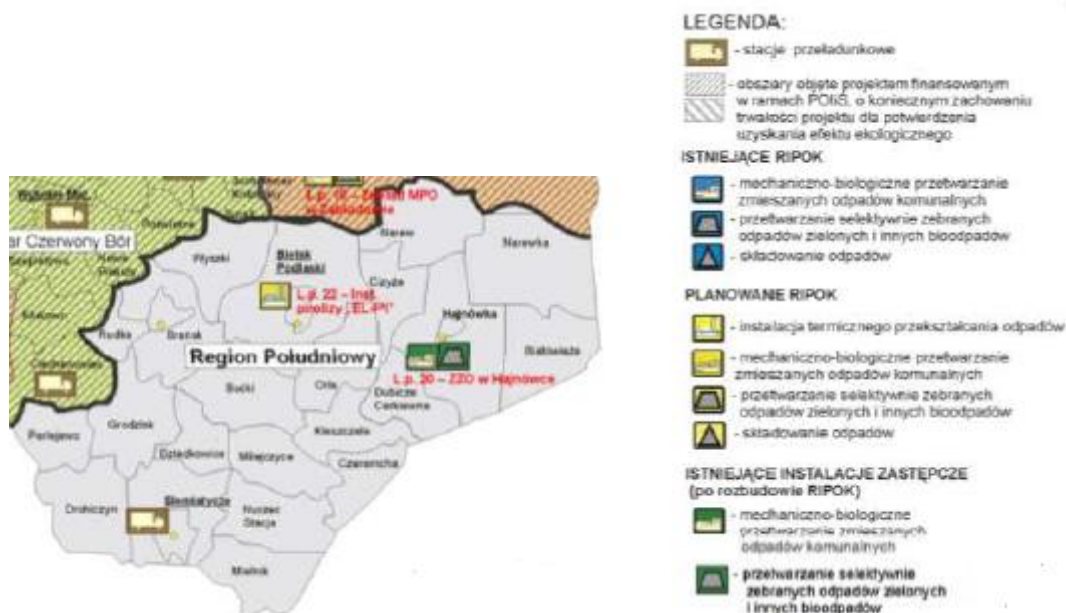 LEGENDA:
- stacje przeładunkowe
- obszary objęte projektem finansowanym
w ramach POIiŚ, o koniecznym zachowaniu
trwałości projektu dla potwierdzenia
uzyskania efektu ekologicznego
ISTNIEJĄCE RIPOK
- mechaniczno-biologiczne przetwarzanie
zmieszanych odpadów komunalnych
- przetwarzanie selektywnie zebranych
odpadów zielonych i innych bioodpadów
- składowanie odpadów
PLANOWANE RIPOK
- instalacja termicznego przekształcania odpadów
- mechaniczno-biologiczne przetwarzanie
zmieszanych odpadów komunalnych
- przetwarzanie selektywnie zebranych
odpadów zielonych i innych bioodpadów
- składowanie odpadów
ISTNIEJĄCE INSTALACJE ZASTĘPCZE
(po rozbudowie RIPOK)
- mechaniczno-biologiczne
przetwarzanie zmieszanych
odpadów komunalnych
- przetwarzanie selektywnie
zebranych odpadów zielonych
i innych bioodpadów
ar Czerwony Bór
Poświętne
Narew
Narewka
Wyszki
Bielsk
Podlaski
Czyże
L.p. 22 – Inst.
pirolizy „EL-PI"
Hajnówka
Rudka
Brańsk
Region Południowy
Białowieża
L.p. 20 – ZZO w Hajnówce
Boćki
Orla
Dubicze
Cerkiewne
Perlejewo
Grodzisk
Kleszczele
Dziadkowice
Milejczyce
Czeremcha
Drohiczyn
Siemiatycze
Nurzec
Stacja
Mielnik